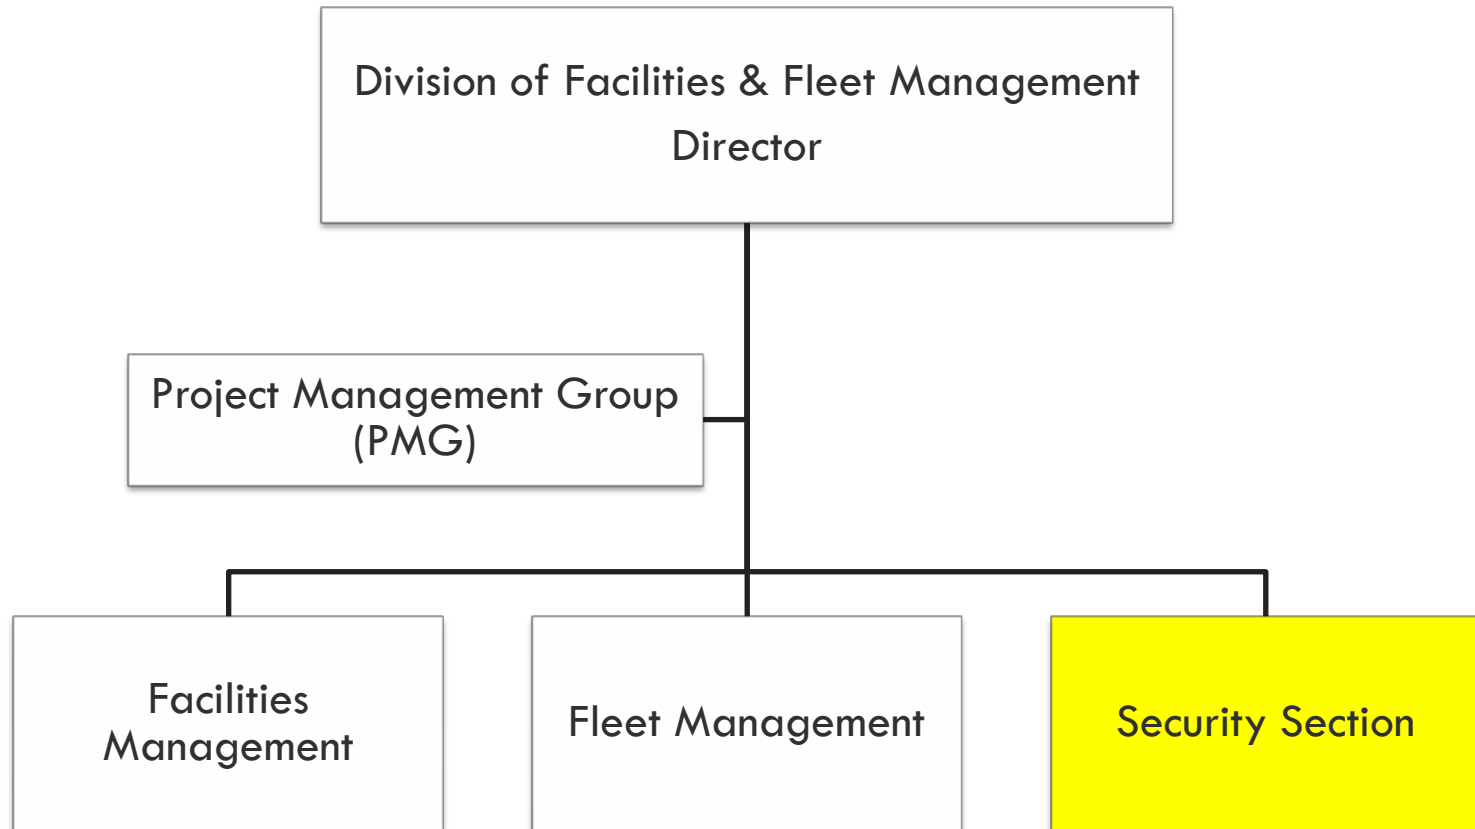 Division of Facilities & Fleet Management
Director
Project Management Group
(PMG)
Facilities
Management
Fleet Management
Security Section